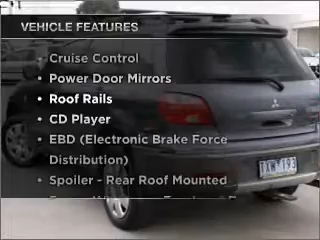 VEHICLE FEATURES
• Cruise Control
• Power Door Mirrors
• Roof Rails
• CD Player
• EBD (Electronic Brake Force
Distribution)
• Spoiler - Rear Roof Mounted